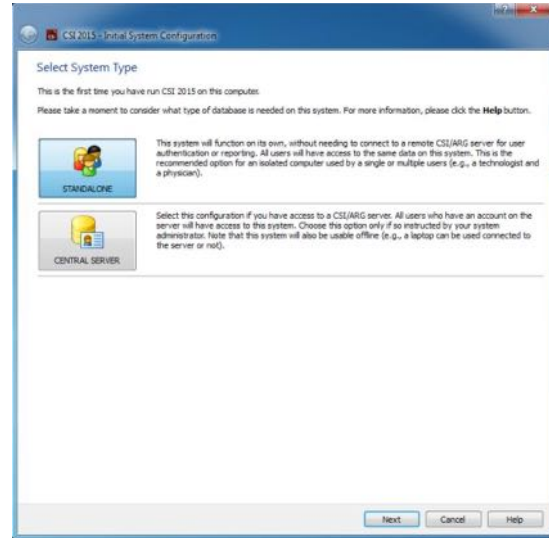 CSI 2015 - Initial System Configuration
Select System Type
This is the first time you have run CSI 2015 on this computer.
Please take a moment to consider what type of database is needed on this system. For more information, please click the Help button.
This system will function on its own, without needing to connect to a remote CSI/ARG server for user
authentication or reporting. All users will have access to the same data on this system. This is the
recommended option for an isolated computer used by a single or multiple users (e.g., a technologist and
a physician).
STANDALONE
Select this configuration if you have access to a CSI/ARG server. All users who have an account on the
server will have access to this system. Choose this option only if so instructed by your system
administrator. Note that this system will also be usable offline (e.g., a laptop can be used connected to
the server or not).
CENTRAL SERVER
Next Cancel Help